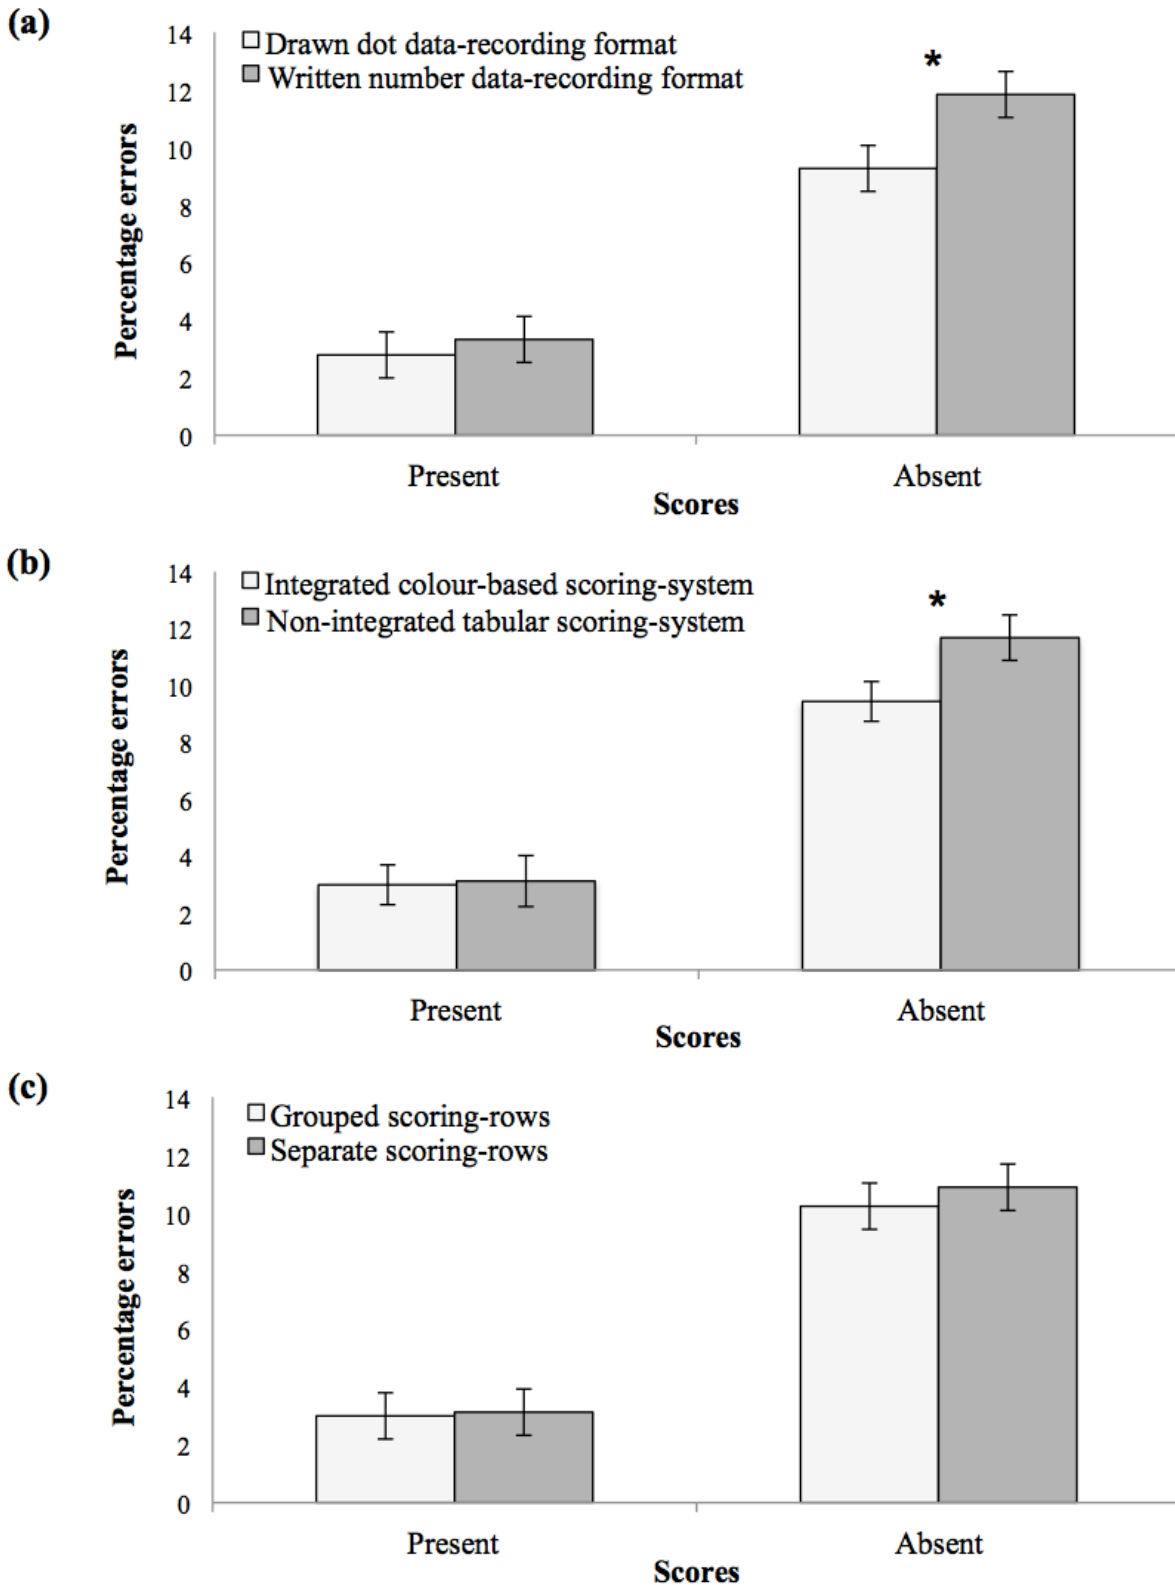 (a)
Drawn dot data-recording format
Written number data-recording format
*
14
12
10
8
6
4
2
0
Percentage errors
Present
Absent
Scores
(b)
Integrated colour-based scoring-system
Non-integrated tabular scoring-system
*
14
12
10
8
6
4
2
0
Percentage errors
Present
Absent
Scores
(c)
Grouped scoring-rows
Separate scoring-rows
14
12
10
8
6
4
2
0
Percentage errors
Present
Absent
Scores